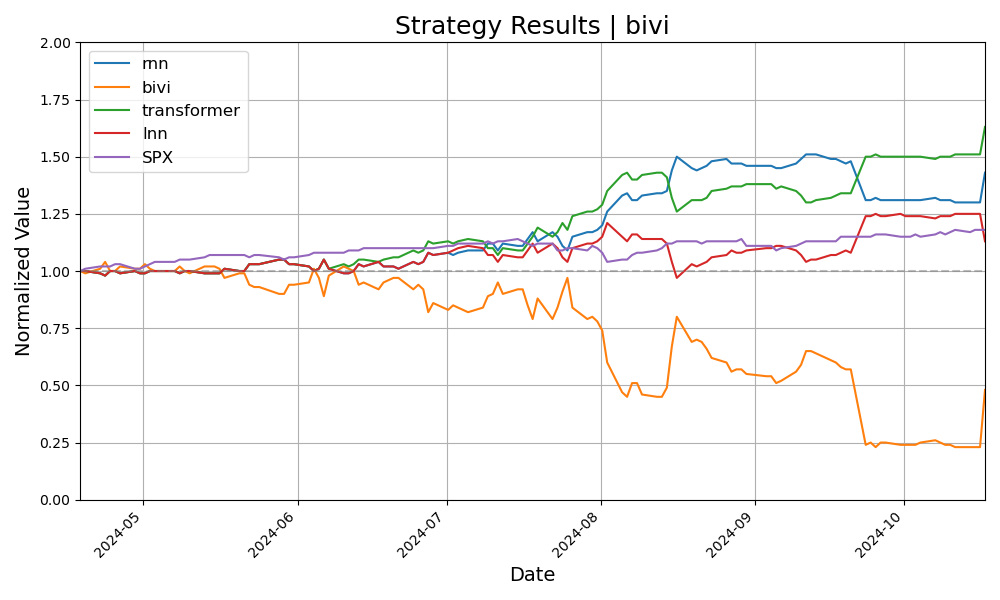 Strategy Results | bivi
Normalized Value
2.00
1.75
1.50
1.25
1.00
0.75
0.50
0.25
0.00
rnn
bivi
transformer
lnn
SPX
2024-05
2024-06
2024-07
2024-08
2024-09
2024-10
Date